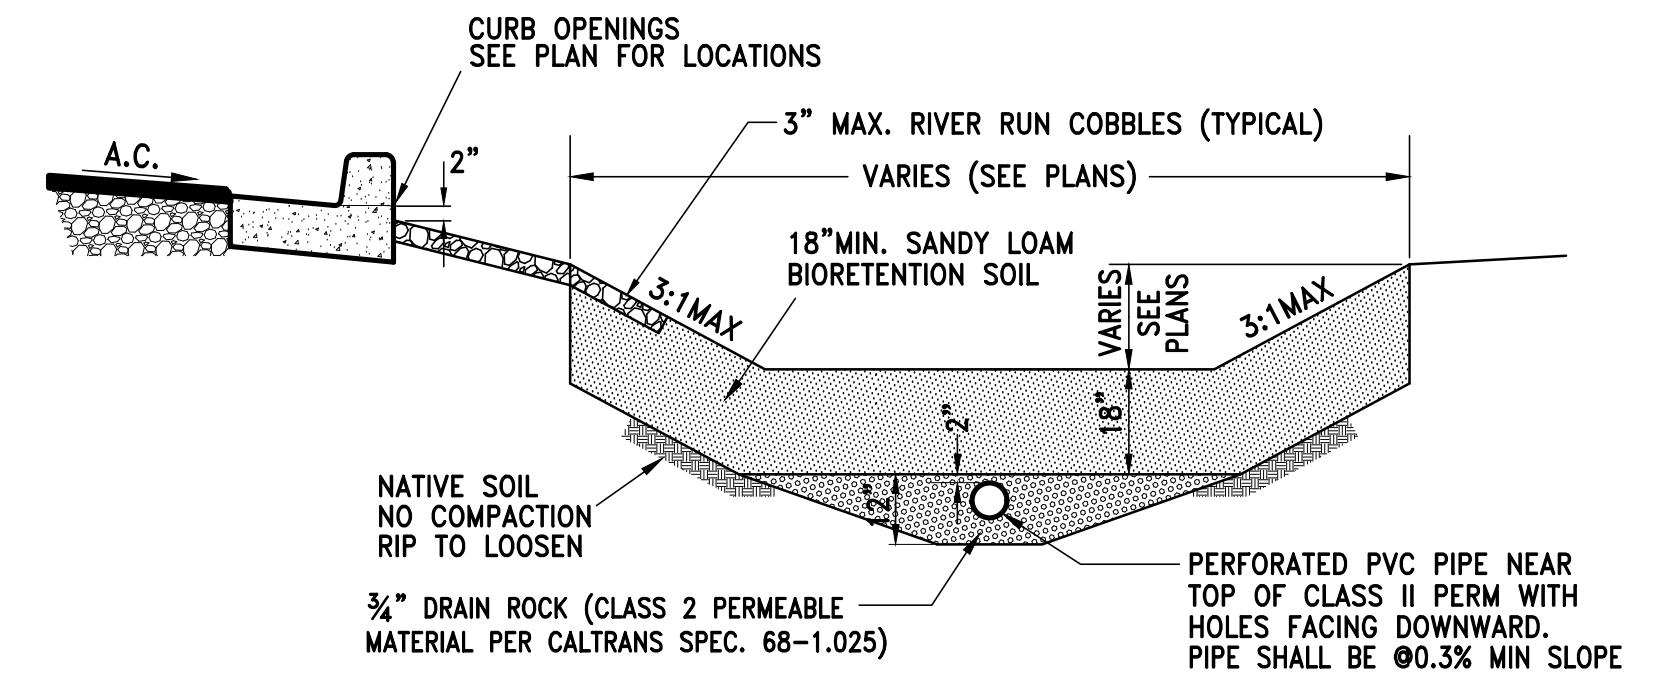 CURB OPENINGS
SEE PLAN FOR LOCATIONS
3" MAX. RIVER RUN COBBLES (TYPICAL)
A.C.
2"
VARIES (SEE PLANS)
18"MIN. SANDY LOAM
BIORETENTION SOIL
3:1MAX
VARIES
SEE
PLANS
3:1MAX
2"
18"
12"
NATIVE SOIL
NO COMPACTION
RIP TO LOOSEN
¾" DRAIN ROCK (CLASS 2 PERMEABLE
MATERIAL PER CALTRANS SPEC. 68-1.025)
PERFORATED PVC PIPE NEAR
TOP OF CLASS II PERM WITH
HOLES FACING DOWNWARD.
PIPE SHALL BE @0.3% MIN SLOPE